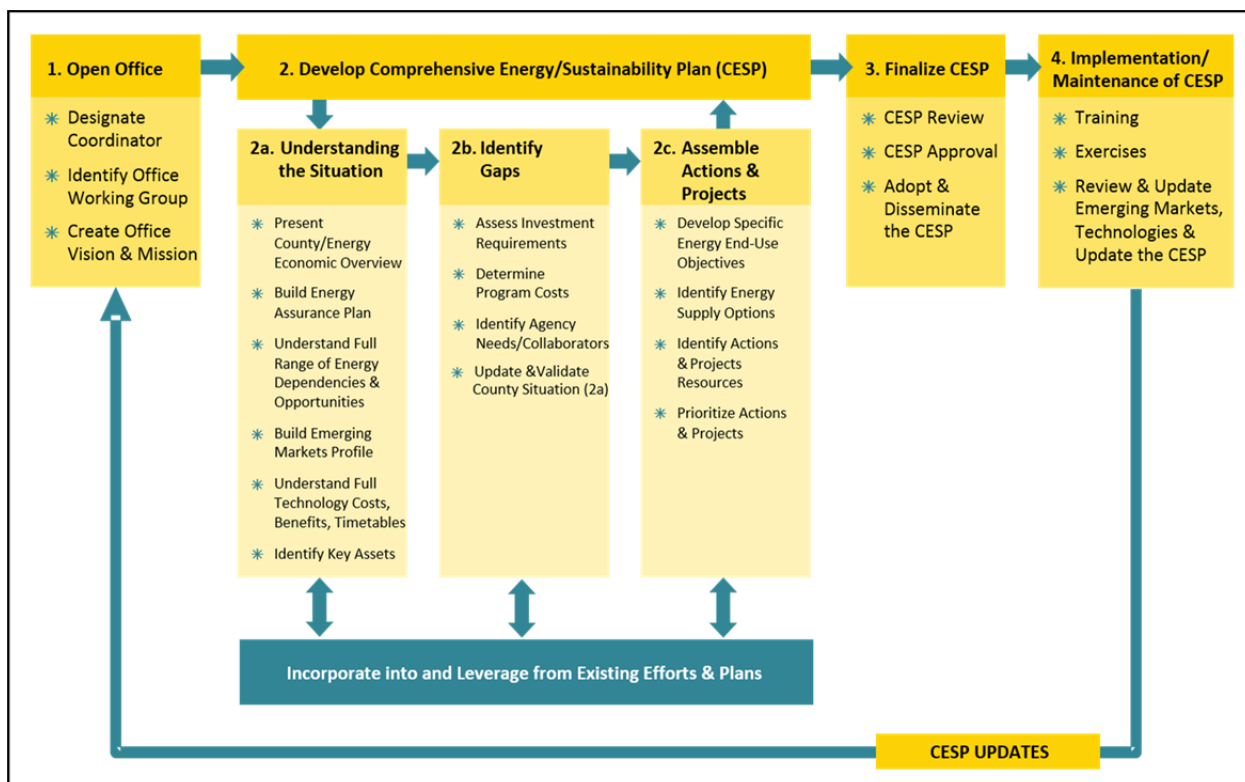 1. Open Office
* Designate
Coordinator
* Identify Office
Working Group
* Create Office
Vision & Mission
2. Develop Comprehensive Energy/Sustainability Plan (CESP)
2a. Understanding
the Situation
* Present
County/Energy
Economic Overview
* Build Energy
Assurance Plan
* Understand Full
Range of Energy
Dependencies &
Opportunities
* Build Emerging
Markets Profile
* Understand Full
Technology Costs,
Benefits, Timetables
* Identify Key Assets
2b. Identify
Gaps
* Assess Investment
Requirements
* Determine
Program Costs
* Identify Agency
Needs/Collaborators
* Update &Validate
County Situation (2a)
2c. Assemble
Actions &
Projects
* Develop Specific
Energy End-Use
Objectives
* Identify Energy
Supply Options
* Identify Actions
& Projects
Resources
* Prioritize Actions
& Projects
Incorporate into and Leverage from Existing Efforts & Plans
3. Finalize CESP
* CESP Review
* CESP Approval
* Adopt &
Disseminate
the CESP
4. Implementation/
Maintenance of CESP
* Training
* Exercises
* Review & Update
Emerging Markets,
Technologies &
Update the CESP
CESP UPDATES